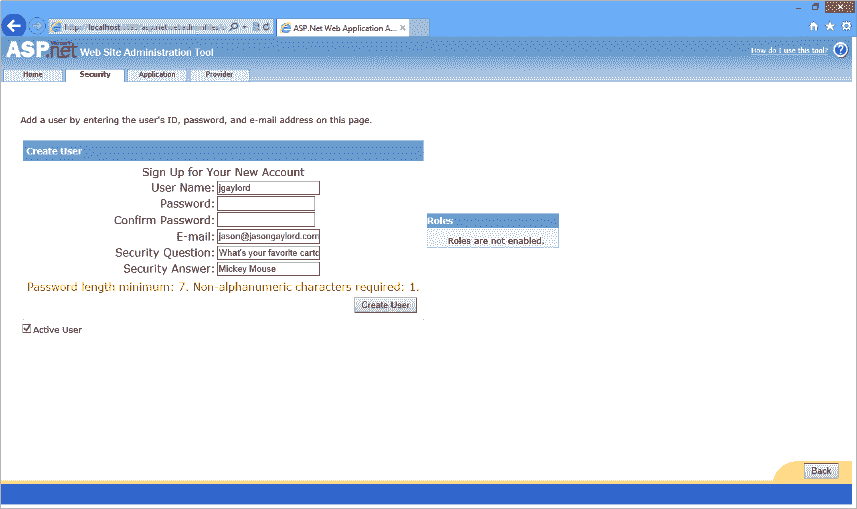 http://localhost
ASP.Net Web Application A...
Microsoft
ASP.net Web Site Administration Tool
How do I use this tool? ?
Home Security Application Provider
Add a user by entering the user's ID, password, and e-mail address on this page.
Create User
Sign Up for Your New Account
User Name: jgaylord
Password:
Confirm Password:
E-mail: jason@jasongaylord.com
Security Question: What's your favorite carto
Security Answer: Mickey Mouse
Password length minimum: 7. Non-alphanumeric characters required: 1.
Create User
Active User
Roles
Roles are not enabled.
Back